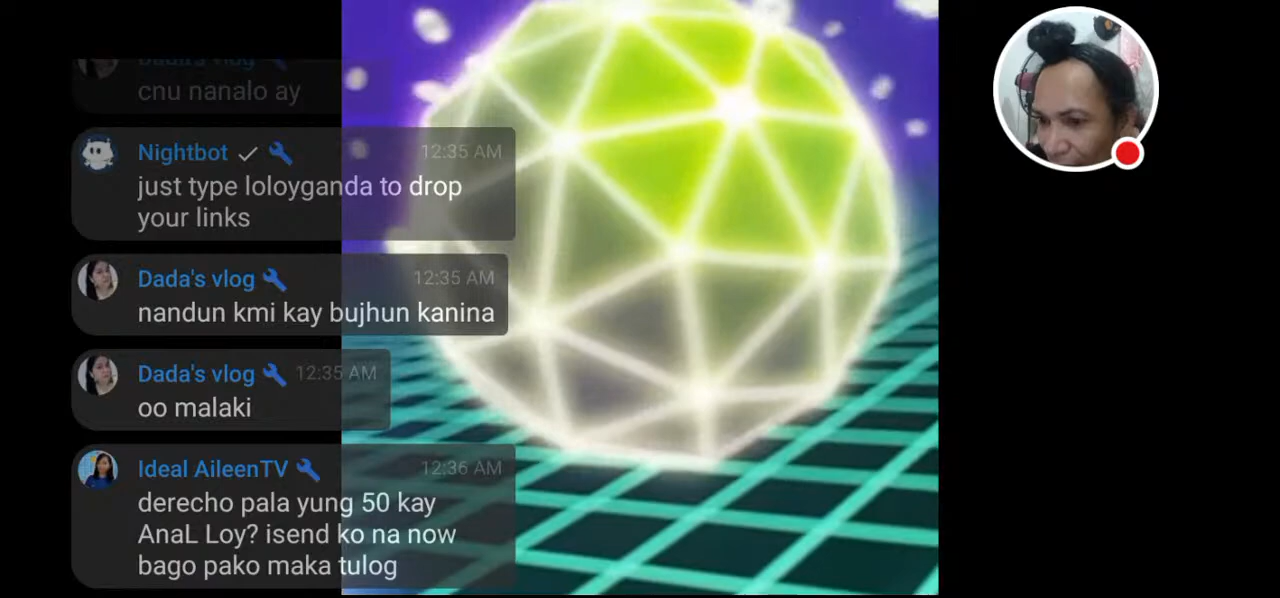 Dada's vlog
cnu nanalo ay
Nightbot 12:35 AM
just type loloyganda to drop
your links
Dada's vlog 12:35 AM
nandun kmi kay bujhun kanina
Dada's vlog 12:35 AM
oo malaki
Ideal AileenTV 12:36 AM
derecho pala yung 50 kay
AnaL Loy? isend ko na now
bago pako maka tulog